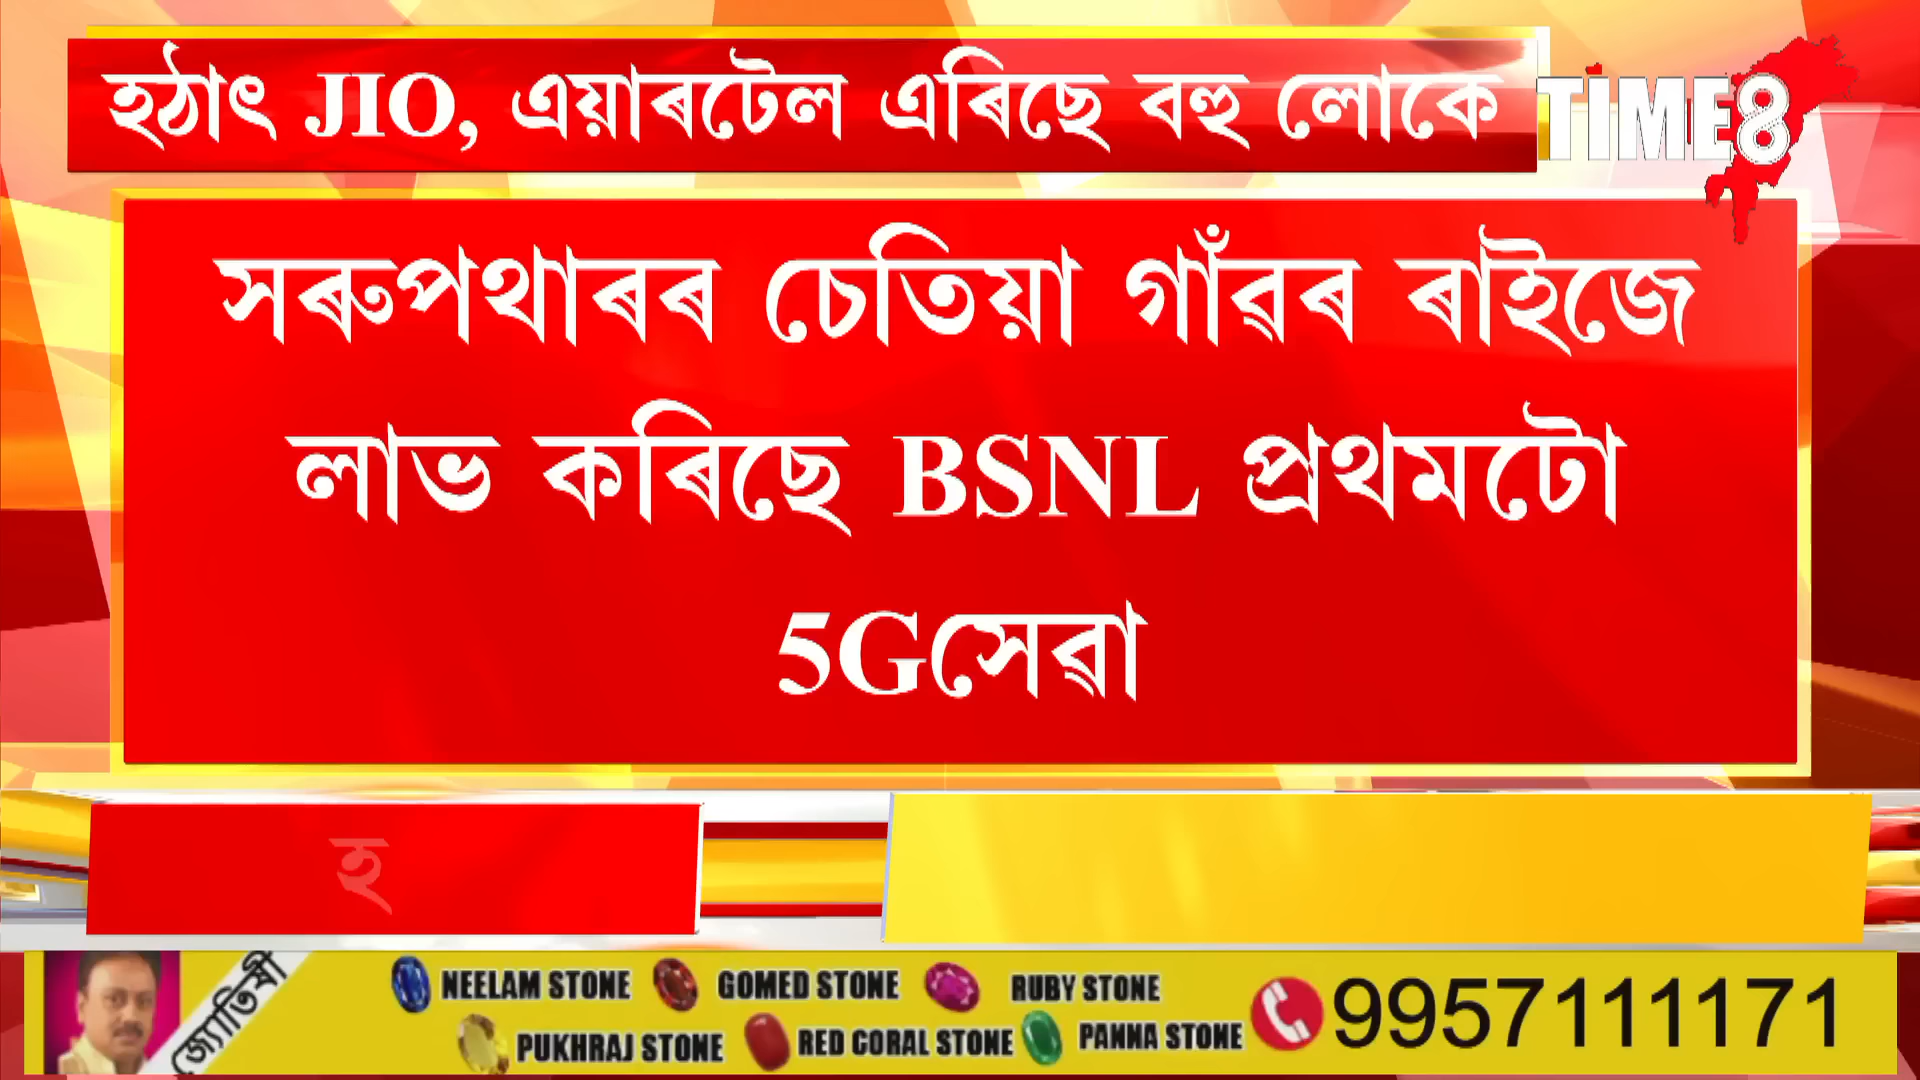 হঠাৎ JIO, এয়াৰটেল এৰিছে বহু লোকে
TIME8
সৰুপথাৰৰ চেতিয়া গাঁৱৰ ৰাইজে
লাভ কৰিছে BSNL প্ৰথমটো
5Gসেৱা
হ
জ্যোতিষী
NEELAM STONE GOMED STONE RUBY STONE
PUKHRAJ STONE RED CORAL STONE PANNA STONE
9957111171